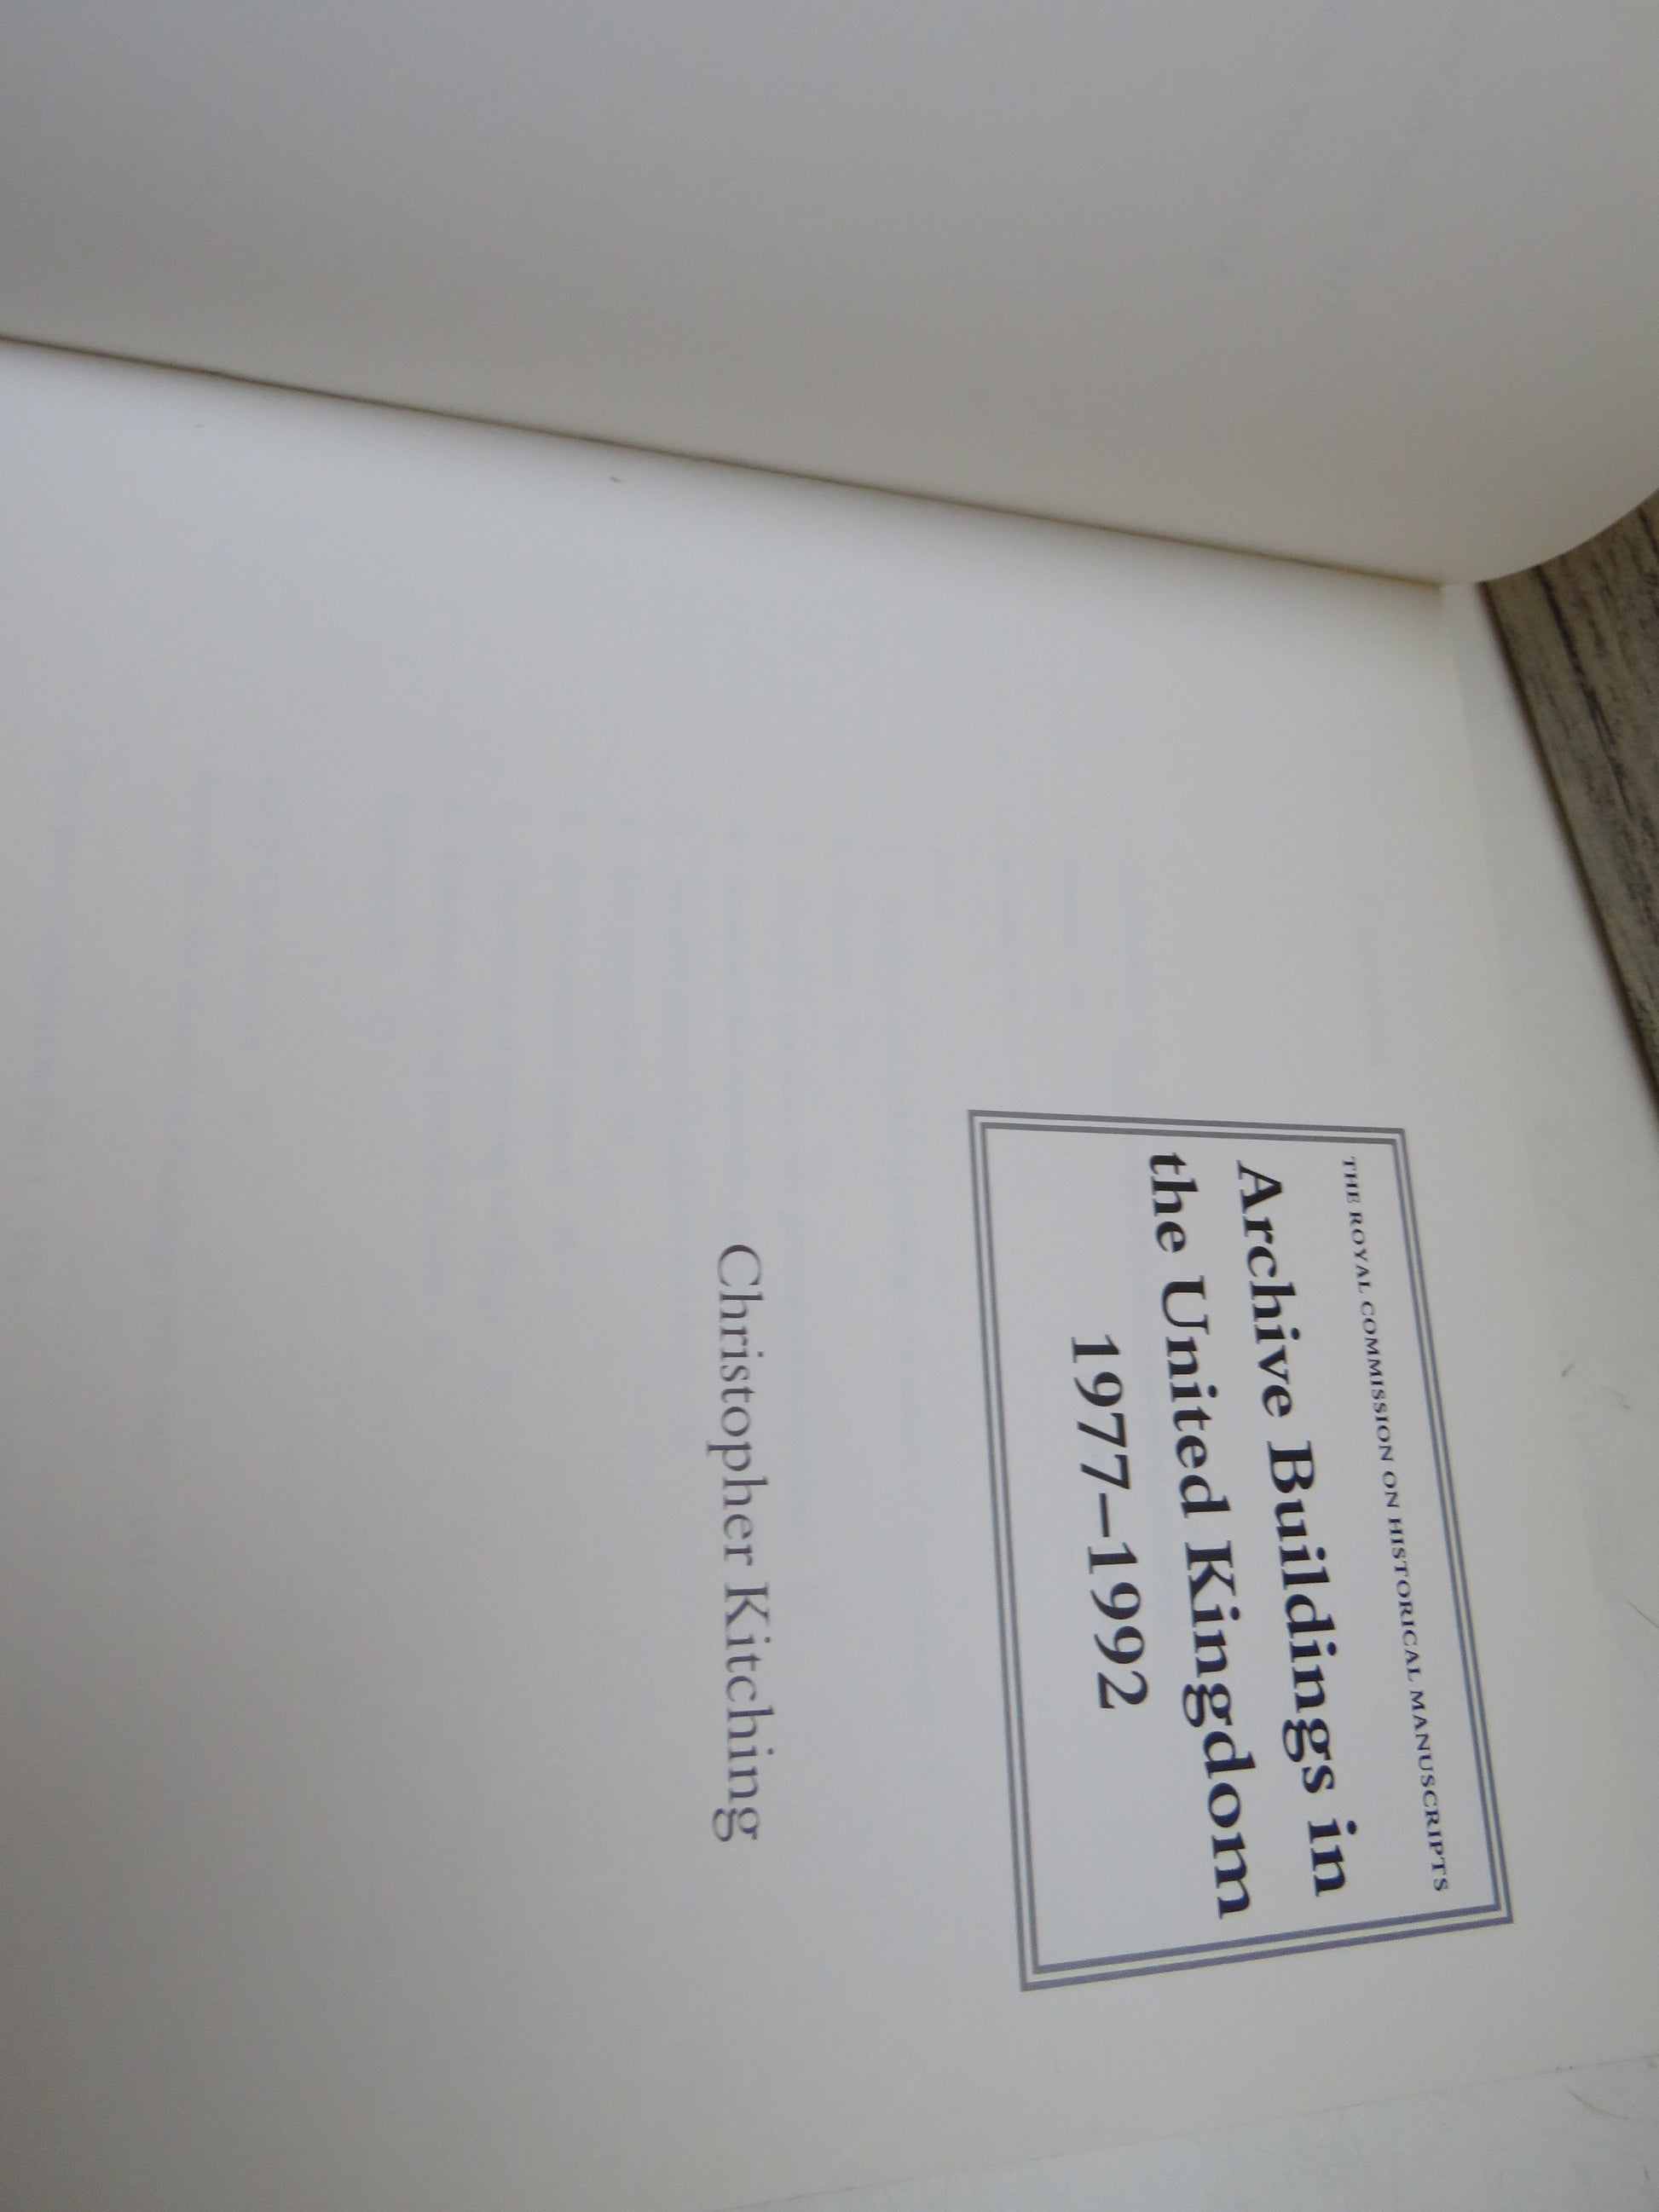 THE ROYAL COMMISSION ON HISTORICAL MANUSCRIPTS
Archive Buildings in
the United Kingdom
1977–1992
Christopher Kitching